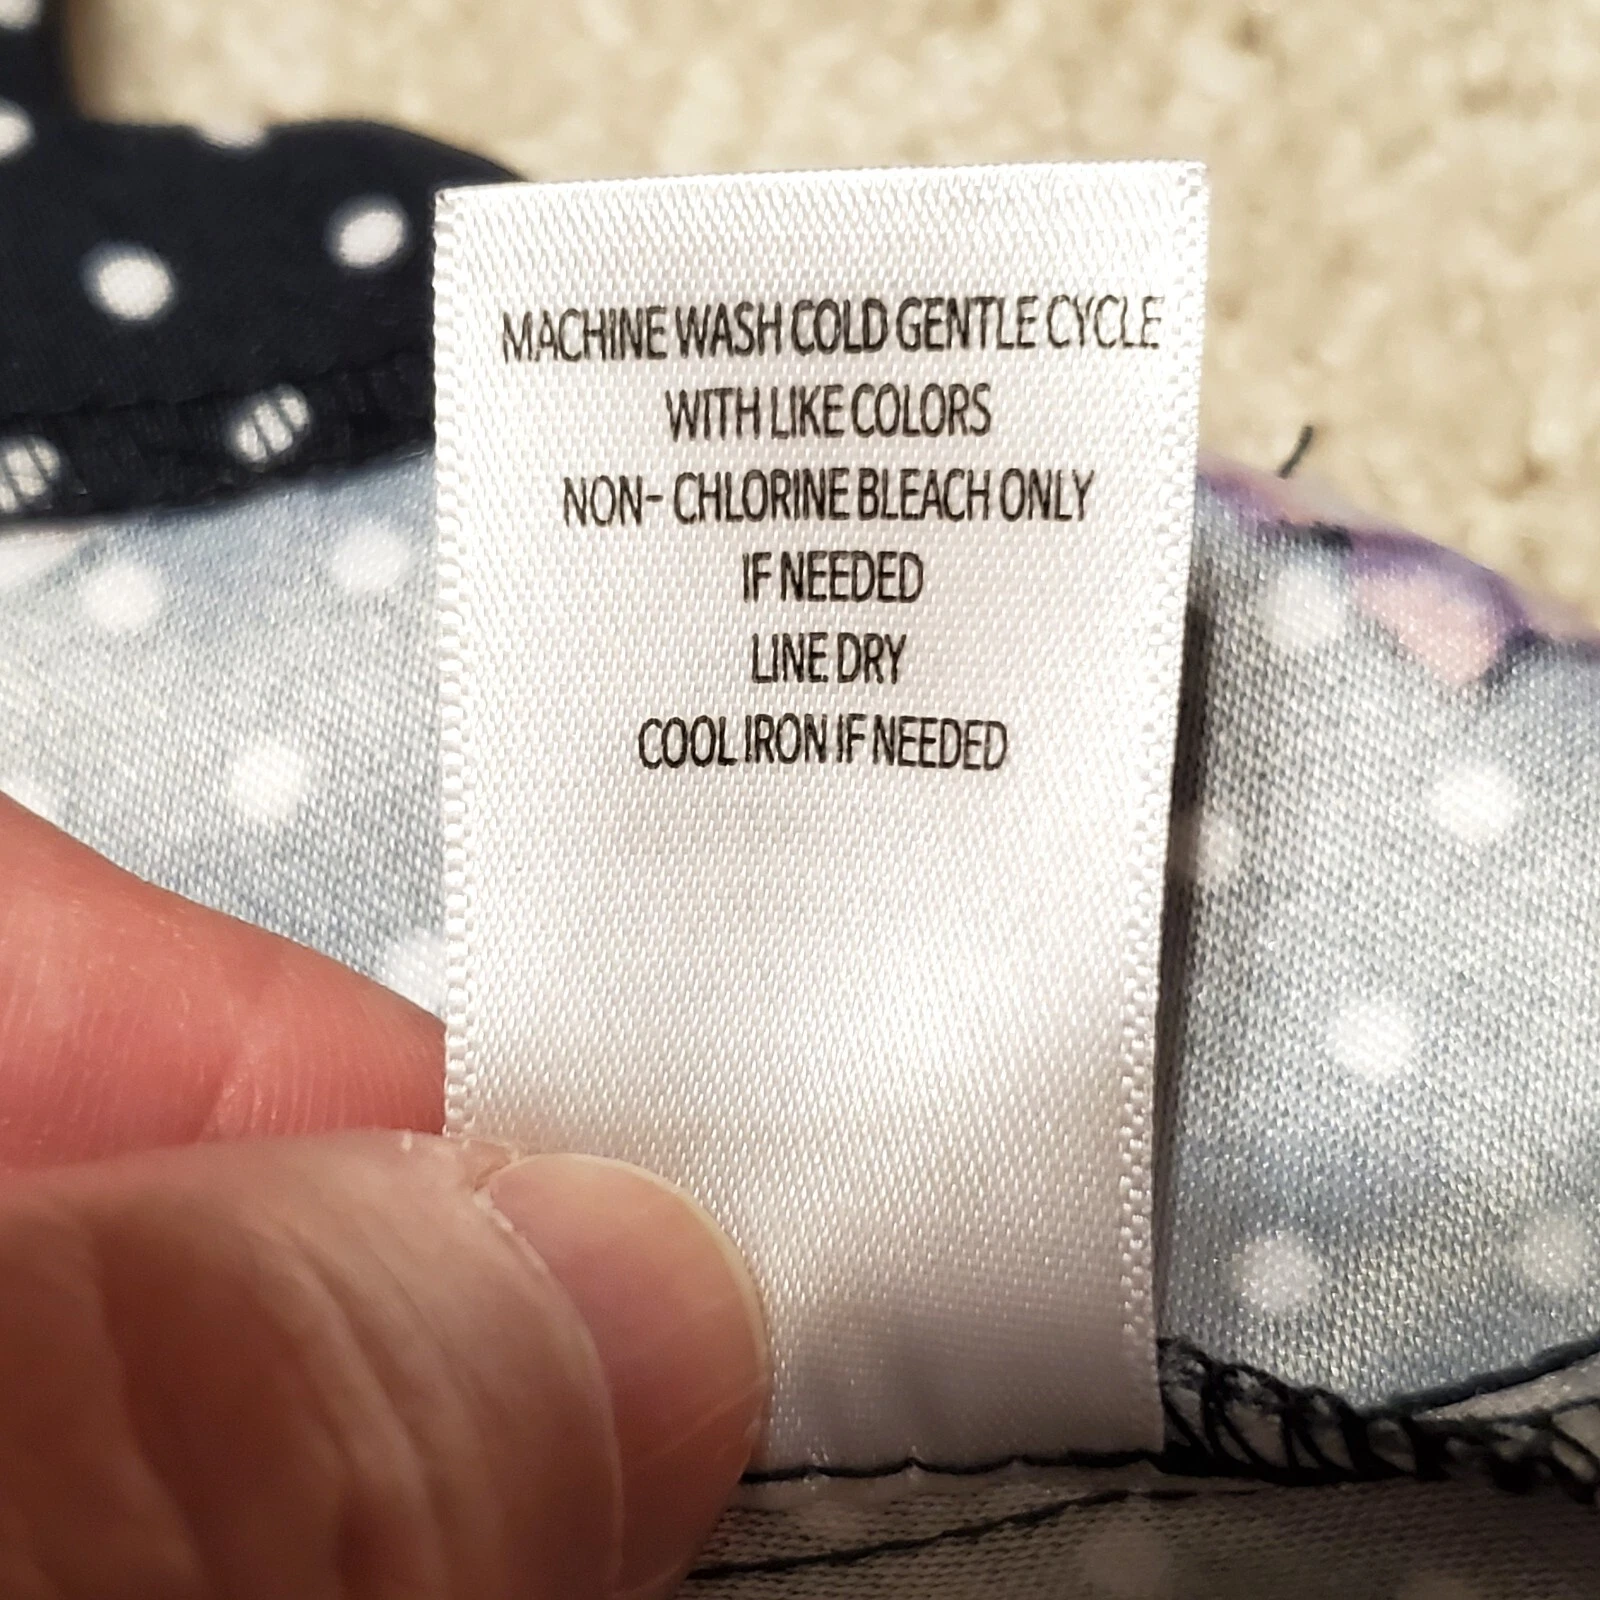 MACHINE WASH COLD GENTLE CYCLE
WITH LIKE COLORS
NON- CHLORINE BLEACH ONLY
IF NEEDED
LINE DRY
COOL IRON IF NEEDED